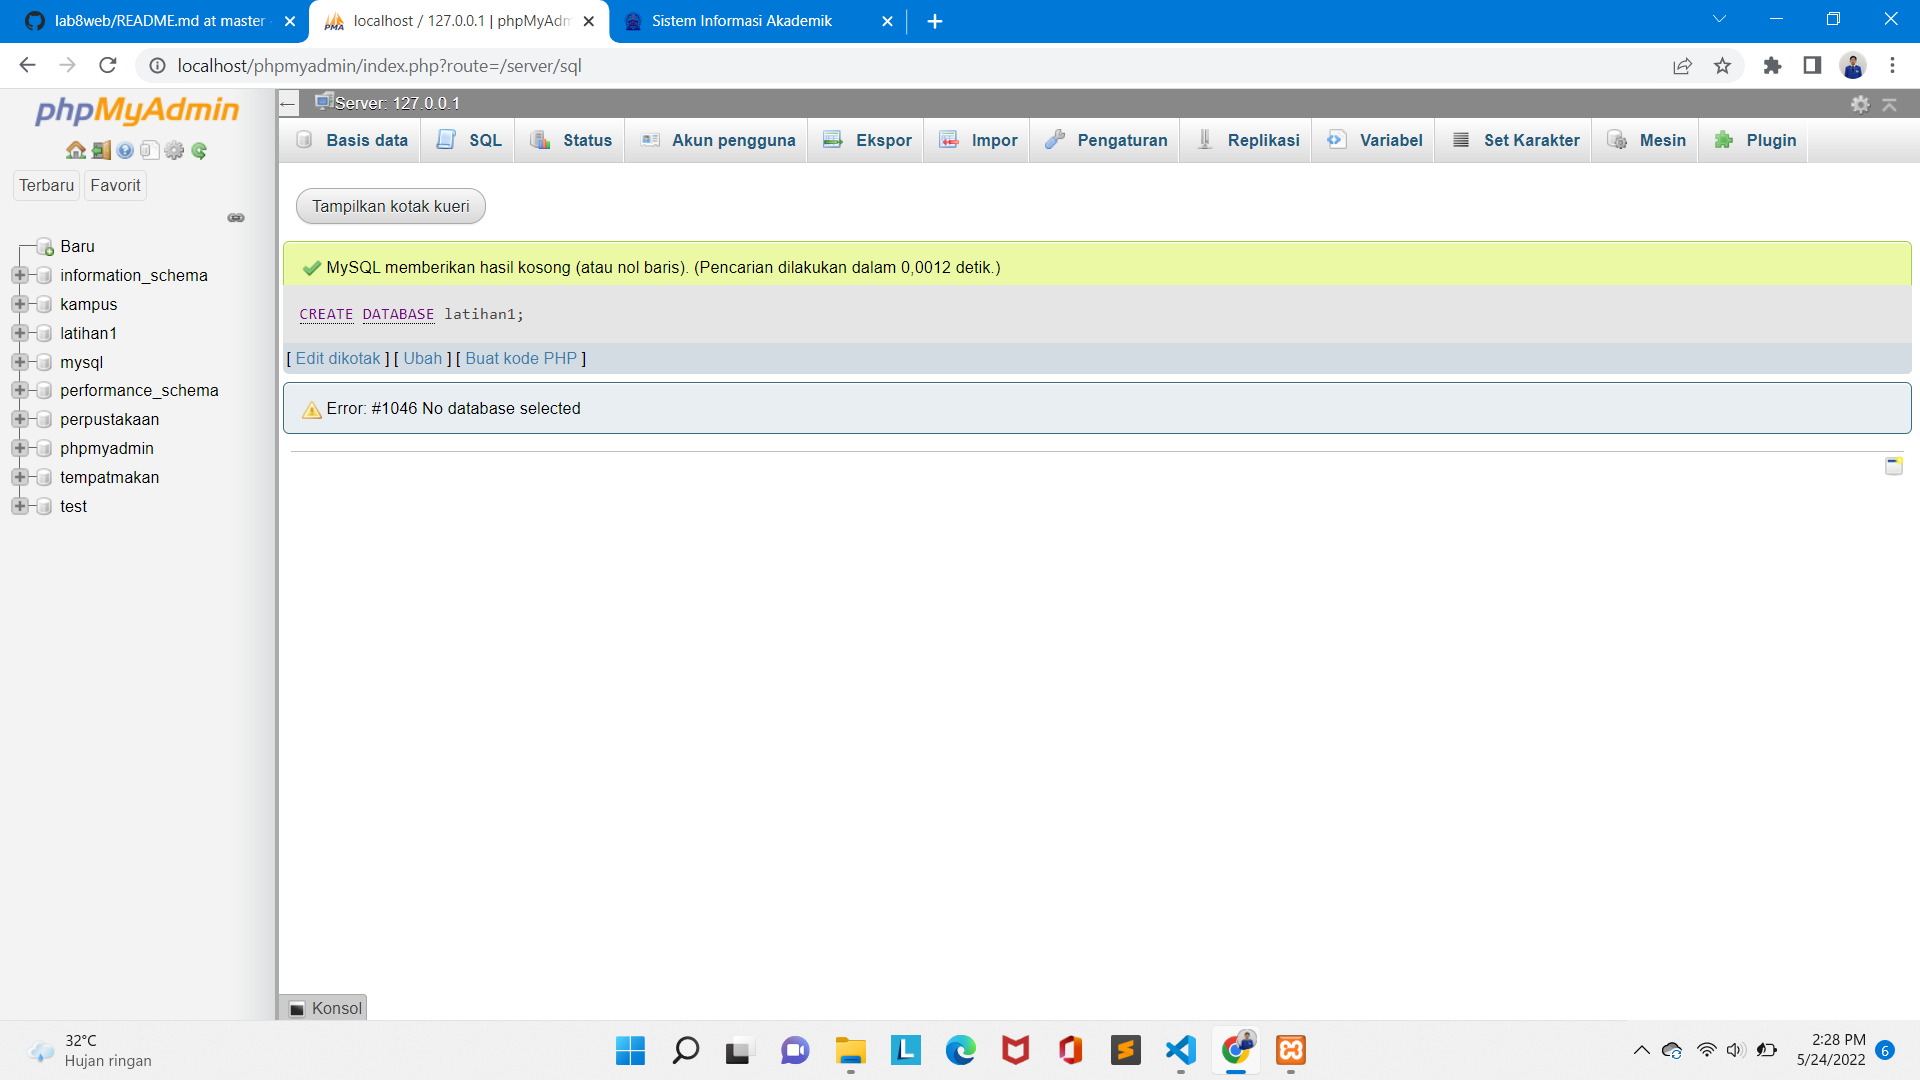 lab8web/README.md at master
localhost / 127.0.0.1 | phpMyAdm
Sistem Informasi Akademik
localhost/phpmyadmin/index.php?route=/server/sql
phpMyAdmin
Terbaru
Favorit
Baru
information_schema
kampus
latihan1
mysql
performance_schema
perpustakaan
phpmyadmin
tempatmakan
test
Server: 127.0.0.1
Basis data
SQL
Status
Akun pengguna
Ekspor
Impor
Pengaturan
Replikasi
Variabel
Set Karakter
Mesin
Plugin
Tampilkan kotak kueri
MySQL memberikan hasil kosong (atau nol baris). (Pencarian dilakukan dalam 0,0012 detik.)
CREATE DATABASE latihan1;
[ Edit dikotak ] [ Ubah ] [ Buat kode PHP ]
Error: #1046 No database selected
Konsol
32°C
Hujan ringan
2:28 PM
5/24/2022
6